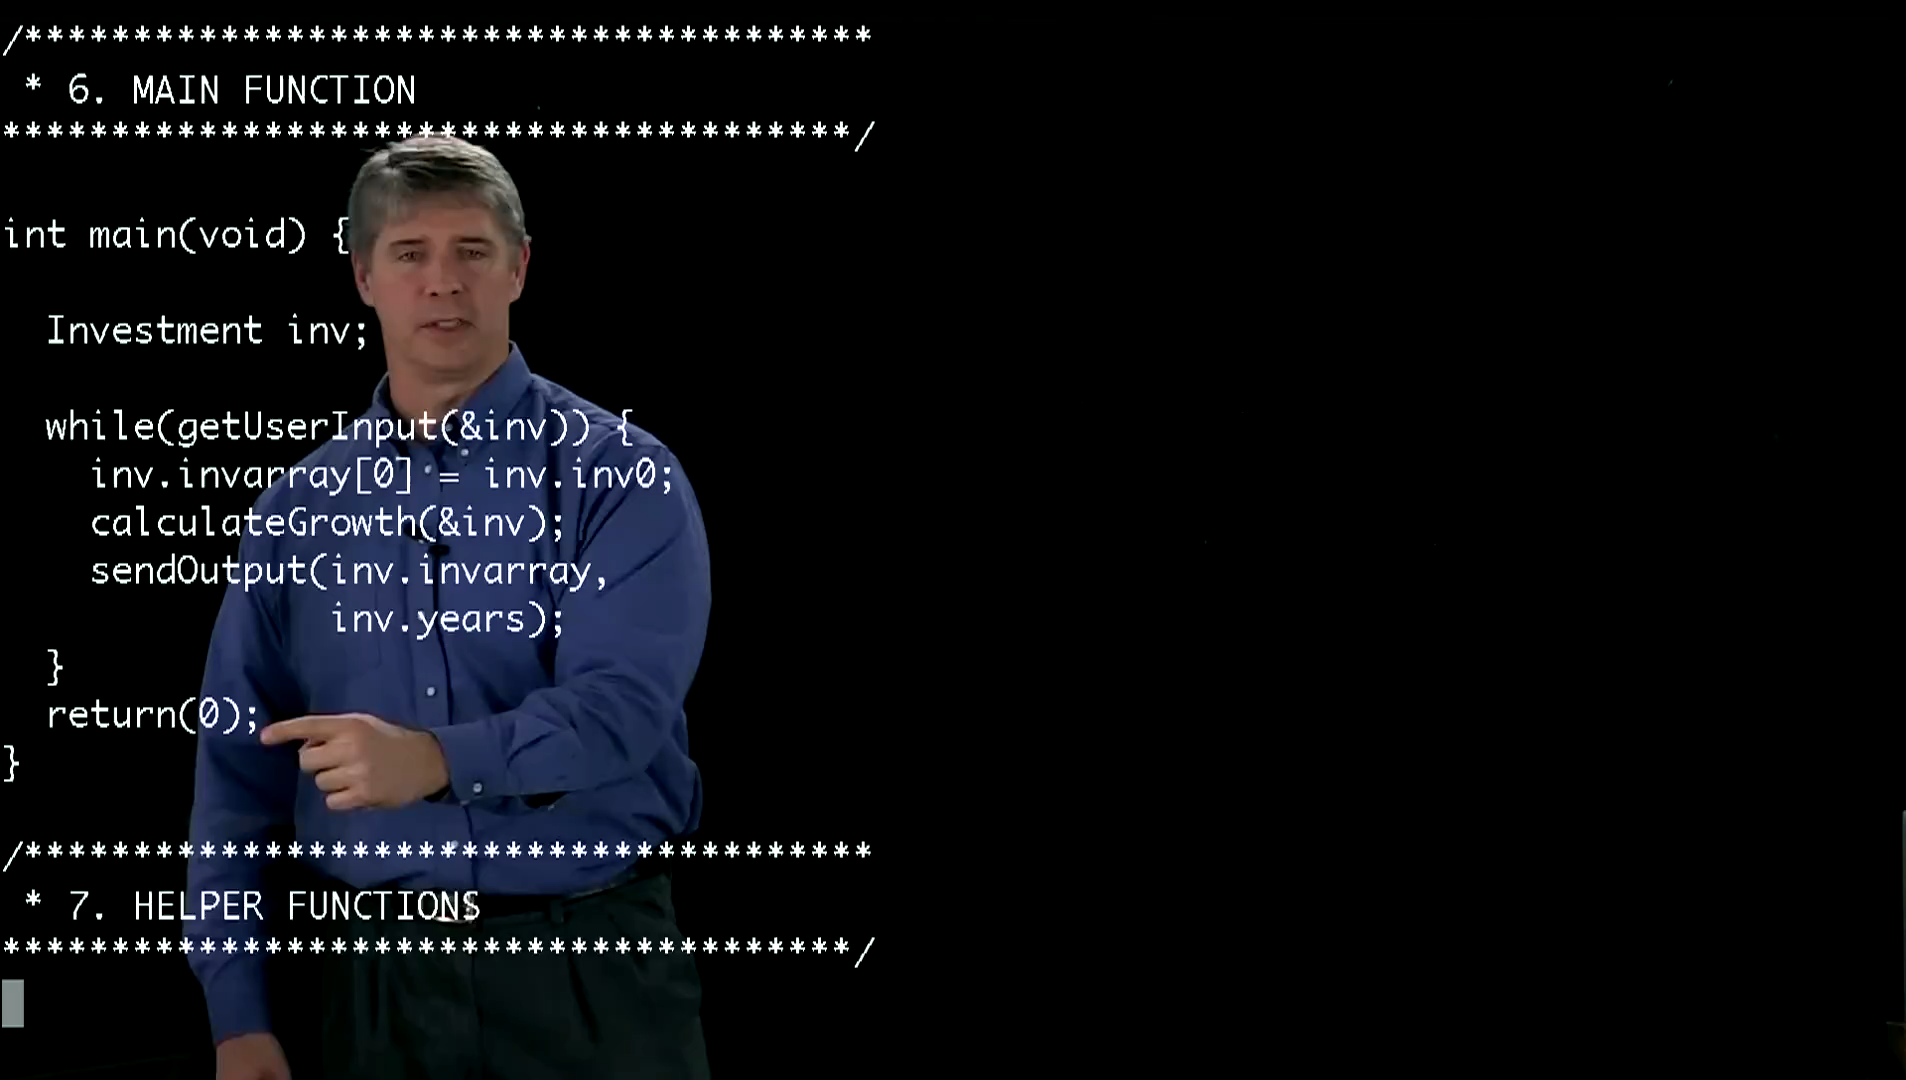 /***************************************
 * 6. MAIN FUNCTION
***************************************/
int main(void) {
  Investment inv;
  while(getUserInput(&inv)) {
    inv.invarray[0] = inv.inv0;
    calculateGrowth(&inv);
    sendOutput(inv.invarray,
               inv.years);
  }
  return(0);
}
/***************************************
 * 7. HELPER FUNCTIONS
***************************************/